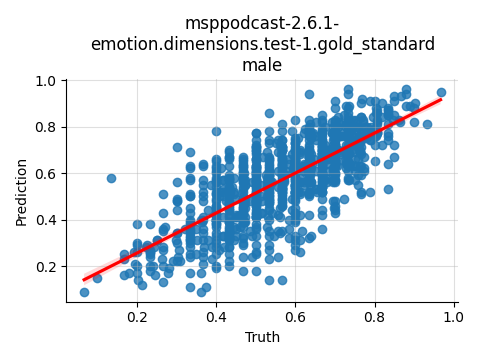 msppodcast-2.6.1-
emotion.dimensions.test-1.gold_standard
male
1.0
0.8
0.6
0.4
0.2
Prediction
0.2
0.4
0.6
0.8
1.0
Truth